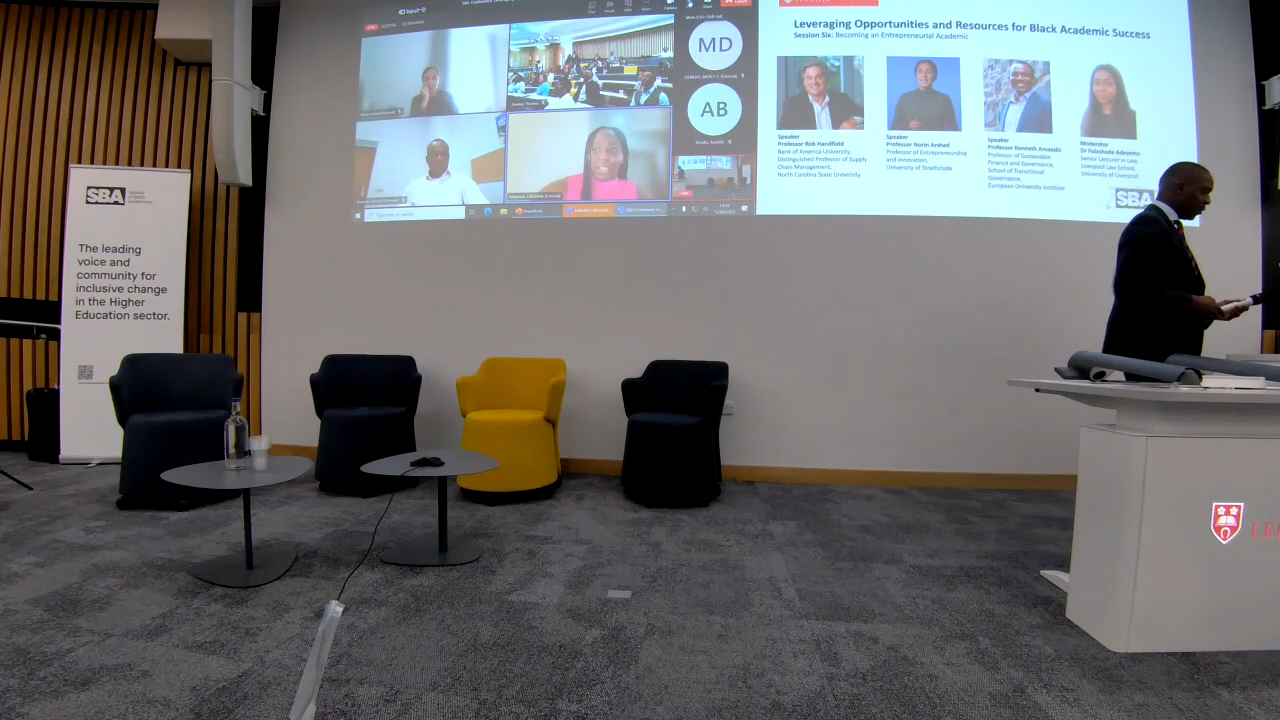 SBA
The leading
voice and
community for
inclusive change
in the Higher
Education sector.
MD
AB
Leveraging Opportunities and Resources for Black Academic Success
Session Six: Becoming an Entrepreneurial Academic
Speaker
Professor Rob Handfield
Bank of America University,
Distinguished Professor of Supply
Chain Management,
North Carolina State University
Speaker
Professor Norin Arshed
Professor of Entrepreneurship
and Innovation,
University of Strathclyde
Speaker
Professor Kenneth Amaeshi
Professor of Sustainable
Finance and Governance,
School of Transitional
Governance,
European University Institute
Moderator
Dr Folashade Adeyemo
Senior Lecturer in Law,
Liverpool Law School,
University of Liverpool
SBA